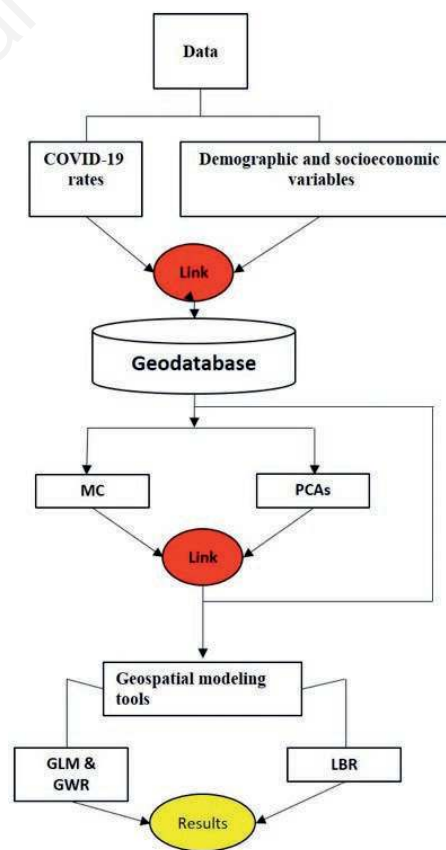 Data
COVID-19
rates
Demographic and socioeconomic
variables
Link
Geodatabase
MC
PCAs
Link
Geospatial modeling
tools
GLM &
GWR
LBR
Results